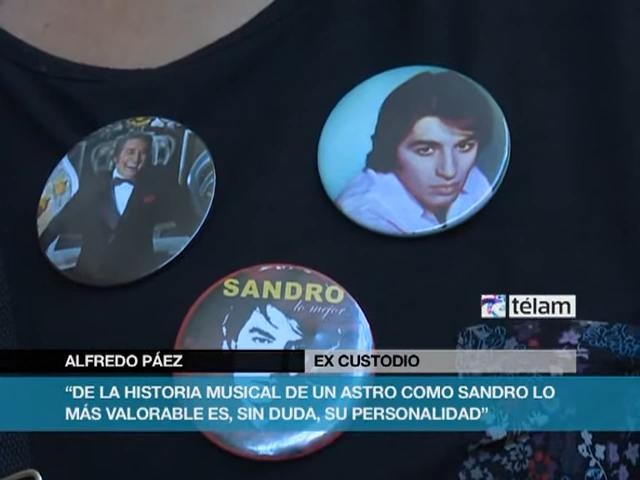 SANDRO
lo mejor
télam
ALFREDO PÁEZ
EX CUSTODIO
“DE LA HISTORIA MUSICAL DE UN ASTRO COMO SANDRO LO
MÁS VALORABLE ES, SIN DUDA, SU PERSONALIDAD”